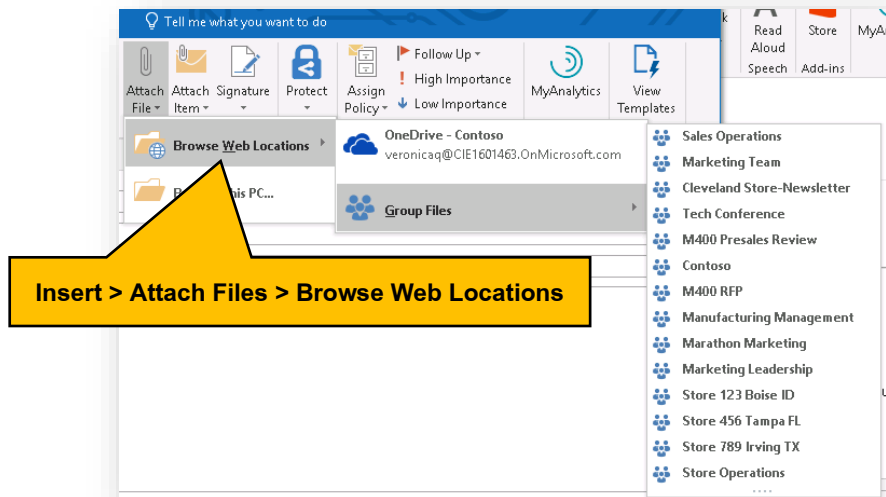 Tell me what you want to do
k
Read Aloud
Store
MyA
Speech
Add-ins
Attach File
Attach Item
Signature
Protect
Assign Policy
Follow Up
High Importance
Low Importance
MyAnalytics
View Templates
Browse Web Locations
his PC...
OneDrive - Contoso
veronicaq@CIE1601463.OnMicrosoft.com
Group Files
Sales Operations
Marketing Team
Cleveland Store-Newsletter
Tech Conference
M400 Presales Review
Contoso
M400 RFP
Manufacturing Management
Marathon Marketing
Marketing Leadership
Store 123 Boise ID
Store 456 Tampa FL
Store 789 Irving TX
Store Operations
Insert > Attach Files > Browse Web Locations